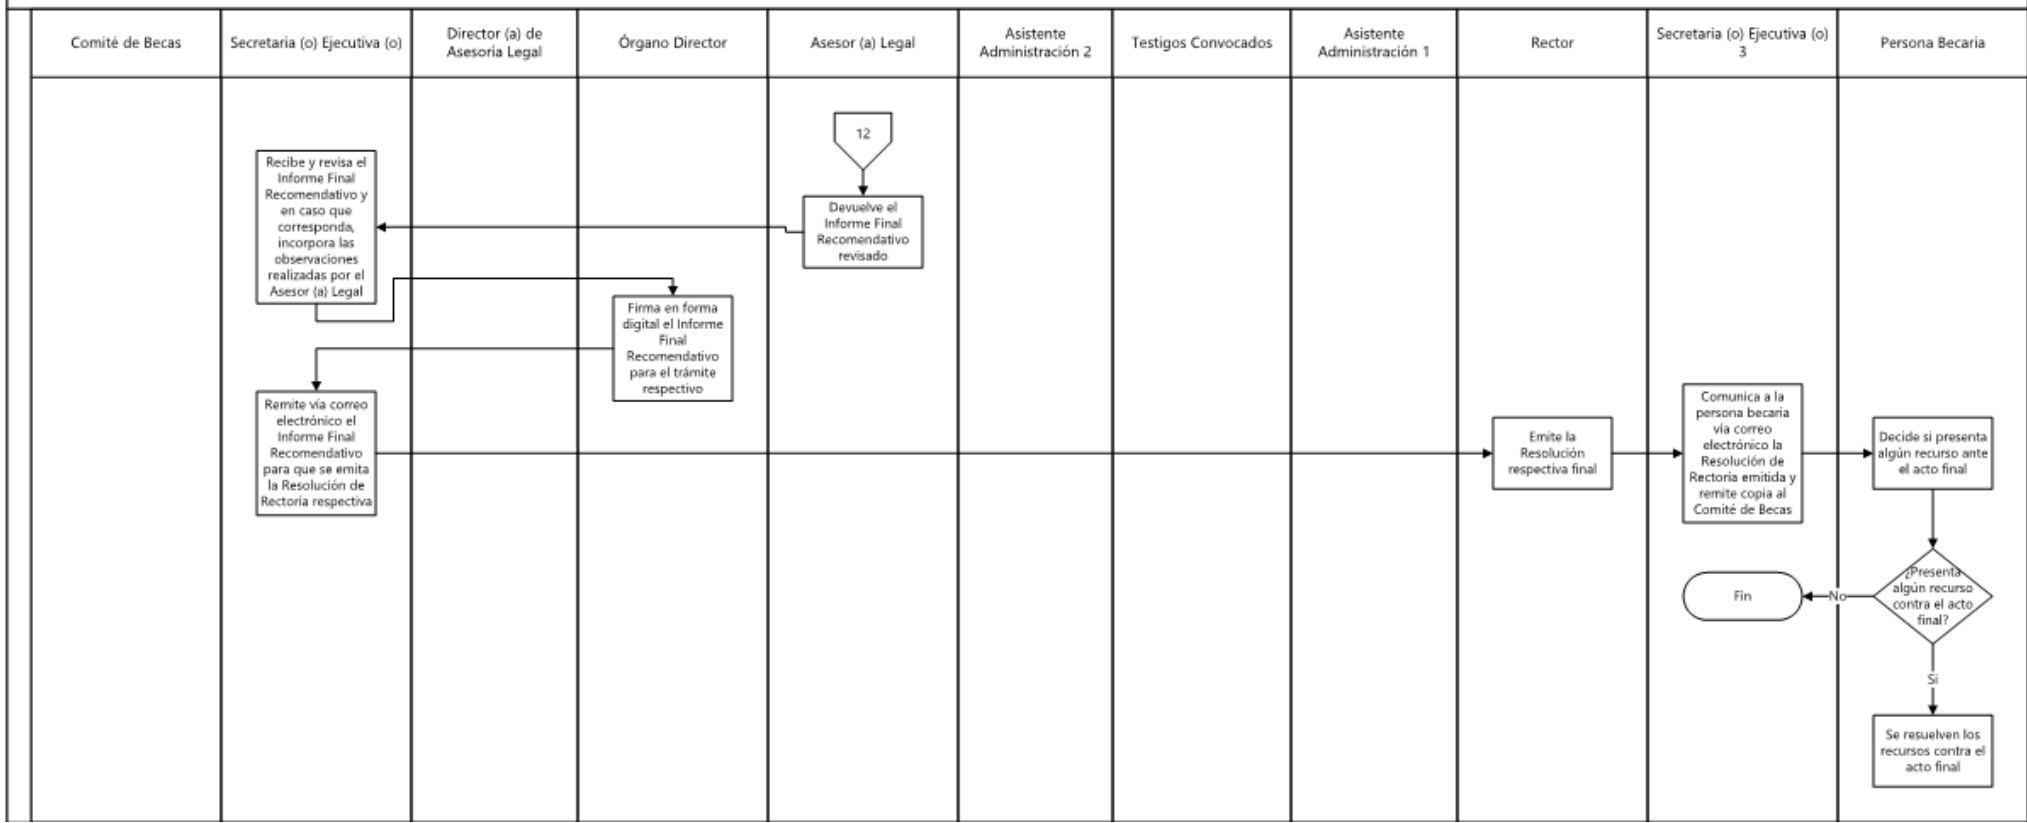 Comité de Becas
Secretaria (o) Ejecutiva (o)
Director (a) de
Asesoría Legal
Órgano Director
Asesor (a) Legal
Asistente
Administración 2
Testigos Convocados
Asistente
Administración 1
Rector
Secretaria (o) Ejecutiva (o)
3
Persona Becaria
12
Devuelve el
Informe Final
Recomendativo
revisado
Recibe y revisa el
Informe Final
Recomendativo y
en caso que
corresponda,
incorpora las
observaciones
realizadas por el
Asesor (a) Legal
Firma en forma
digital el Informe
Final
Recomendativo
para el trámite
respectivo
Remite vía correo
electrónico el
Informe Final
Recomendativo
para que se emita
la Resolución de
Rectoría respectiva
Emite la
Resolución
respectiva final
Comunica a la
persona becaria
vía correo
electrónico la
Resolución de
Rectoría emitida y
remite copia al
Comité de Becas
Decide si presenta
algún recurso ante
el acto final
¿Presenta
algún recurso
contra el acto
final?
No
Fin
Si
Se resuelven los
recursos contra el
acto final